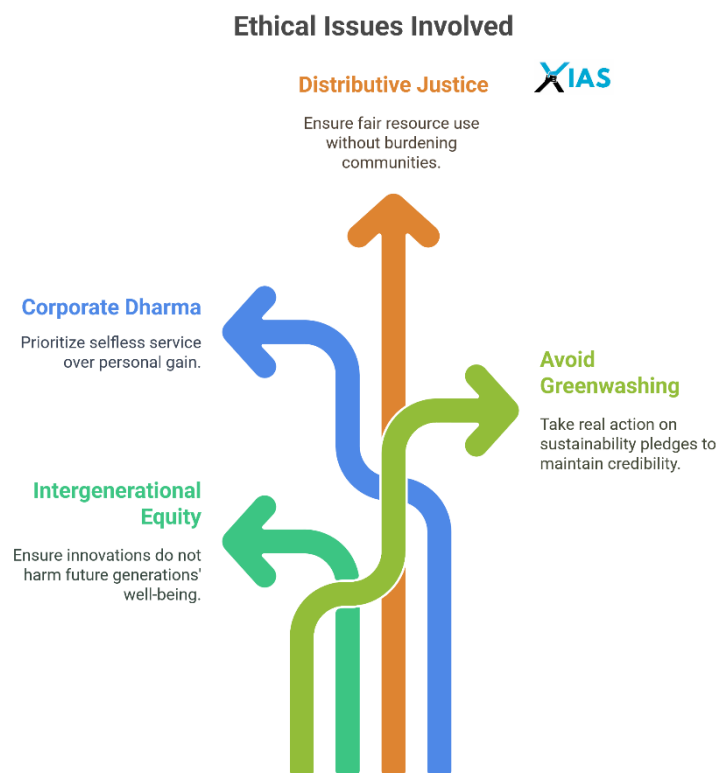 Ethical Issues Involved
XIAS
Distributive Justice
Ensure fair resource use
without burdening
communities.
Corporate Dharma
Prioritize selfless service
over personal gain.
Avoid
Greenwashing
Take real action on
sustainability pledges to
maintain credibility.
Intergenerational
Equity
Ensure innovations do not
harm future generations'
well-being.